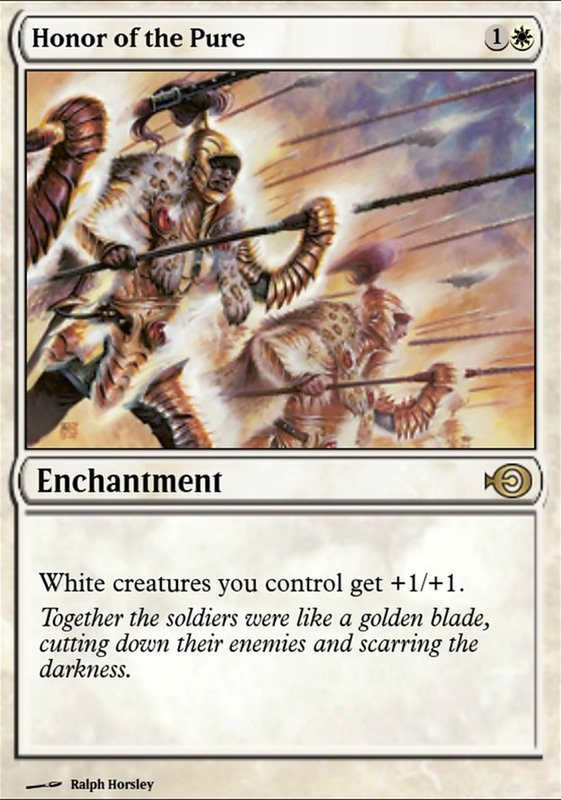 Honor of the Pure 1
Enchantment
White creatures you control get +1/+1.
Together the soldiers were like a golden blade,
cutting down their enemies and scarring the
darkness.
Ralph Horsley